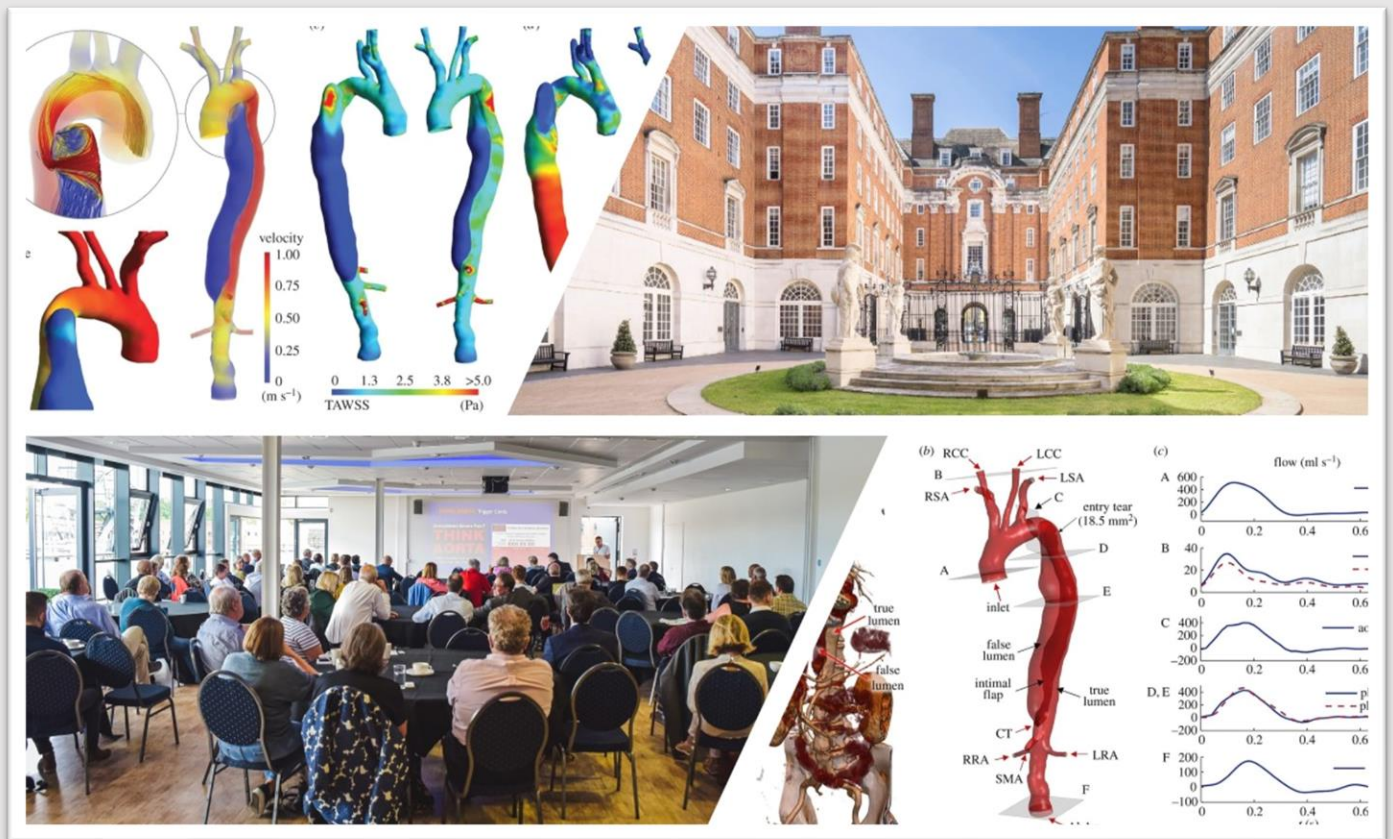 (c)
velocity
1.00
0.75
0.50
0.25
0
(m s⁻¹)
0 1.3 2.5 3.8 >5.0
TAWSS (Pa)
THINK
AORTA
true
lumen
false
lumen
(b)
RCC
LCC
B
LSA
RSA
C
entry tear
(18.5 mm²)
D
A
E
inlet
false
lumen
intimal
flap
true
lumen
CT
RRA
LRA
SMA
F
(c)
flow (ml s⁻¹)
A
600
400
200
0
0 0.2 0.4 0.6
B
40
20
0
0 0.2 0.4 0.6
C
400
200
0
−200
0 0.2 0.4 0.6
D, E
400
200
0
−200
0 0.2 0.4 0.6
F
200
100
0
−100
0 0.2 0.4 0.6